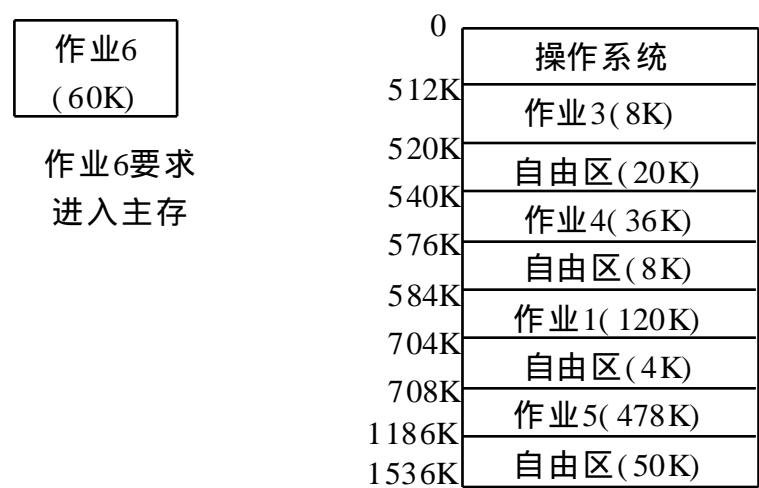 作业6
(60K)
作业6要求
进入主存
0
操作系统
512K
作业3(8K)
520K
自由区(20K)
540K
作业4(36K)
576K
自由区(8K)
584K
作业1(120K)
704K
自由区(4K)
708K
作业5(478K)
1186K
自由区(50K)
1536K